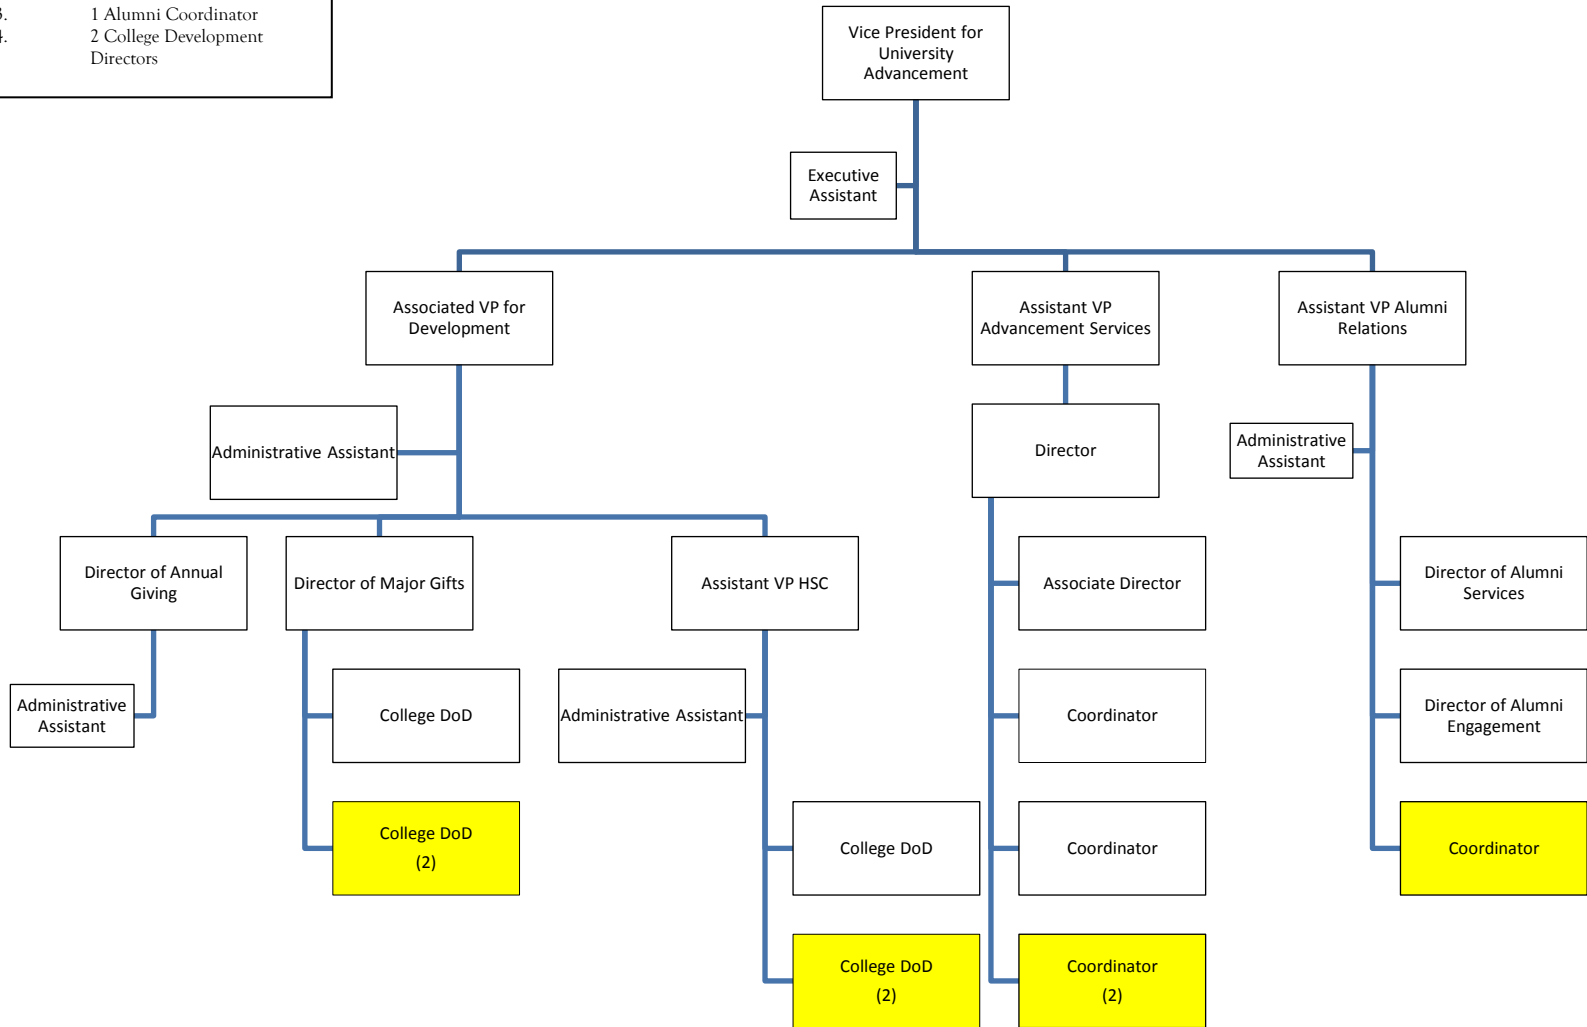 3. 1 Alumni Coordinator
4. 2 College Development
Directors
Vice President for
University
Advancement
Executive
Assistant
Associated VP for
Development
Assistant VP
Advancement Services
Assistant VP Alumni
Relations
Administrative Assistant
Director
Administrative
Assistant
Director of Annual
Giving
Director of Major Gifts
Assistant VP HSC
Associate Director
Director of Alumni
Services
Administrative
Assistant
College DoD
Administrative Assistant
Coordinator
Director of Alumni
Engagement
College DoD
(2)
College DoD
Coordinator
Coordinator
College DoD
(2)
Coordinator
(2)